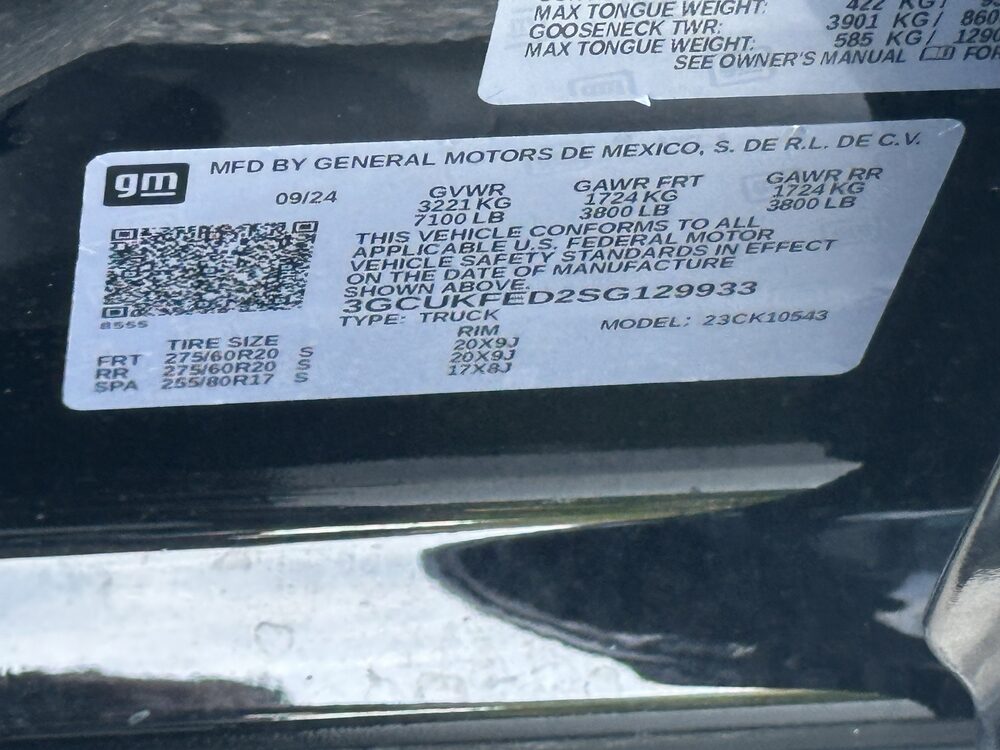 MAX TONGUE WEIGHT: 422 KG/
GOOSENECK TWR: 3901 KG/ 860
MAX TONGUE WEIGHT: 585 KG/ 1290
SEE OWNER'S MANUAL FOR
gm
MFD BY GENERAL MOTORS DE MEXICO, S. DE R.L. DE C.V.
09/24 GVWR GAWR FRT GAWR RR
3221 KG 1724 KG 1724 KG
7100 LB 3800 LB 3800 LB
THIS VEHICLE CONFORMS TO ALL
APPLICABLE U.S. FEDERAL MOTOR
VEHICLE SAFETY STANDARDS IN EFFECT
ON THE DATE OF MANUFACTURE
SHOWN ABOVE.
3GCUKFED2SG129933
8555
TYPE: TRUCK MODEL: 23CK10543
TIRE SIZE RIM
FRT 275/60R20 S 20X9J
RR 275/60R20 S 20X9J
SPA 255/80R17 S 17X8J